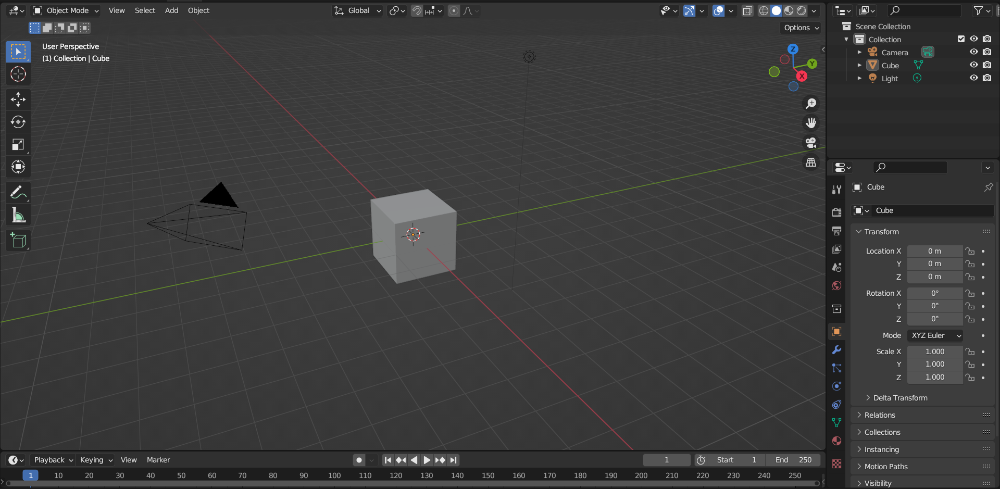 Object Mode View Select Add Object Global
Options
User Perspective
(1) Collection | Cube
Z
Y
X
Scene Collection
Collection
Camera
Cube
Light
Cube
Cube
Transform
Location X 0 m
Y 0 m
Z 0 m
Rotation X 0°
Y 0°
Z 0°
Mode XYZ Euler
Scale X 1.000
Y 1.000
Z 1.000
Delta Transform
Relations
Collections
Instancing
Motion Paths
Visibility
Playback Keying View Marker 1 Start 1 End 250
1 10 20 30 40 50 60 70 80 90 100 110 120 130 140 150 160 170 180 190 200 210 220 230 240 250